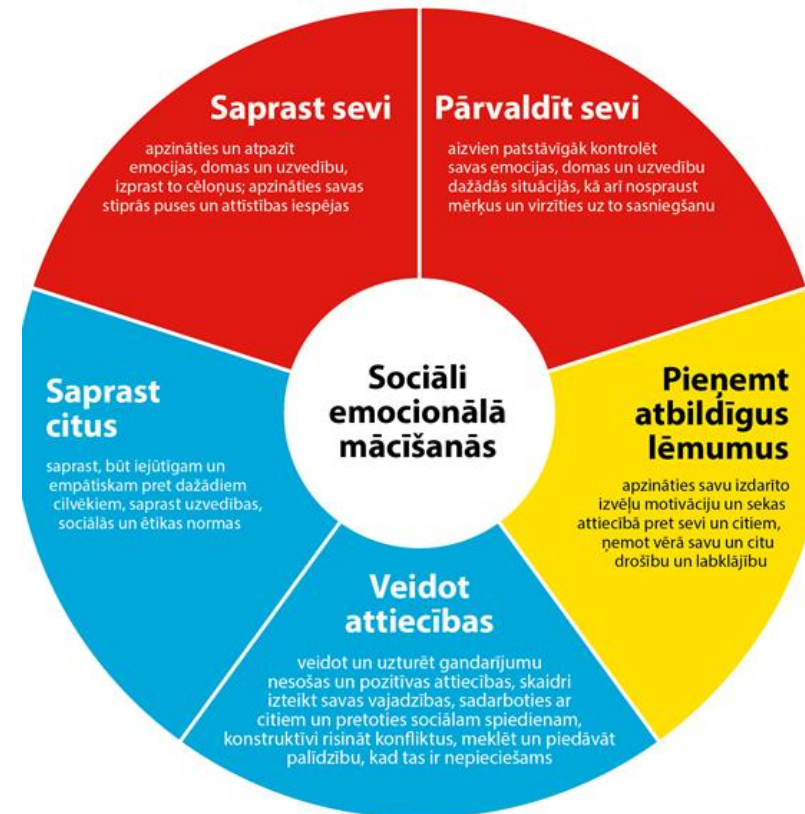 Saprast sevi
apzināties un atpazīt
emocijas, domas un uzvedību,
izprast to cēloņus; apzināties savas
stiprās puses un attīstības iespējas
Pārvaldīt sevi
aizvien patstāvīgāk kontrolēt
savas emocijas, domas un uzvedību
dažādās situācijās, kā arī nospraust
mērķus un virzīties uz to sasniegšanu
Sociāli
emocionālā
mācīšanās
Saprast
citus
saprast, būt iejūtīgam un
empātiskam pret dažādiem
cilvēkiem, saprast uzvedības,
sociālās un ētikas normas
Pieņemt
atbildīgus
lēmumus
apzināties savu izdarīto
izvēļu motivāciju un sekas
attiecībā pret sevi un citiem,
ņemot vērā savu un citu
drošību un labklājību
Veidot
attiecības
veidot un uzturēt gandarījumu
nesošas un pozitīvas attiecības, skaidri
izteikt savas vajadzības, sadarboties ar
citiem un pretoties sociālam spiedienam,
konstruktīvi risināt konfliktus, meklēt un piedāvāt
palīdzību, kad tas ir nepieciešams